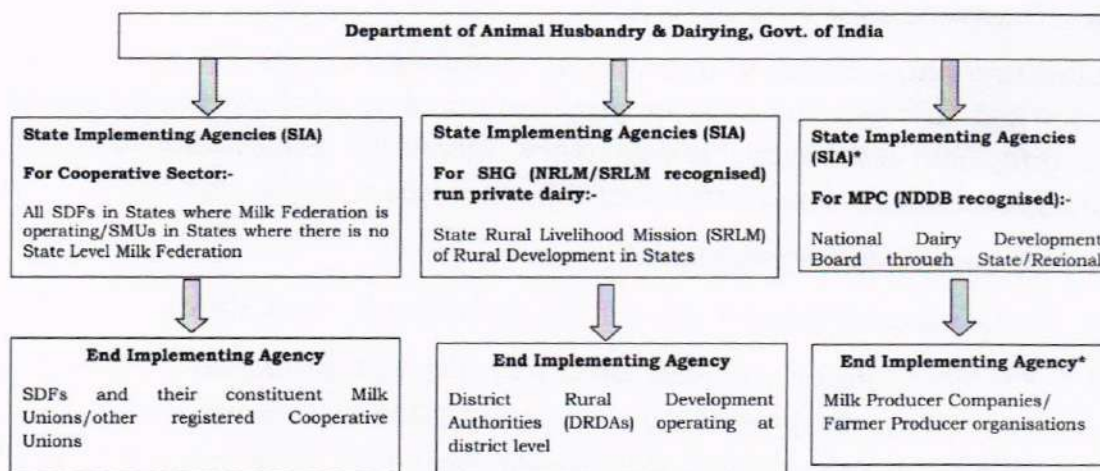 Department of Animal Husbandry & Dairying, Govt. of India
State Implementing Agencies (SIA)
For Cooperative Sector:-
All SDFs in States where Milk Federation is
operating/SMUs in States where there is no
State Level Milk Federation
State Implementing Agencies (SIA)
For SHG (NRLM/SRLM recognised)
run private dairy:-
State Rural Livelihood Mission (SRLM)
of Rural Development in States
State Implementing Agencies
(SIA)*
For MPC (NDDB recognised):-
National Dairy Development
Board through State/Regional
End Implementing Agency
SDFs and their constituent Milk
Unions/other registered Cooperative
Unions
End Implementing Agency
District Rural Development
Authorities (DRDAs) operating at
district level
End Implementing Agency*
Milk Producer Companies/
Farmer Producer organisations